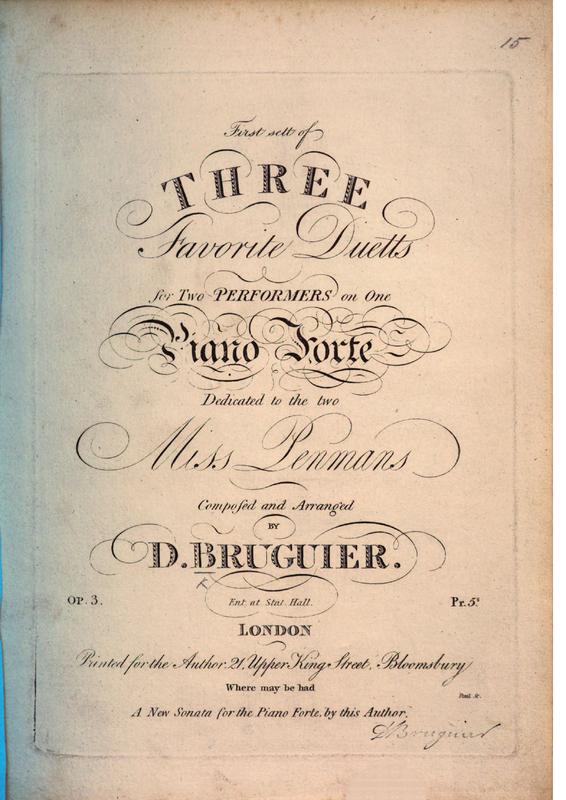 15
First sett of
THREE
Favorite Duetts
for Two PERFORMERS on One
Piano Forte
Dedicated to the two
Miss Penmans
Compoſed and Arranged
BY
D. BRUGUIER.
OP. 3.
Ent. at Stat. Hall.
Pr. 5.s
LONDON
Printed for the Author. 21, Upper King Street, Bloomsbury
Where may be had
Sc.
A New Sonata for the Piano Forte, by this Author.
D Bruguier